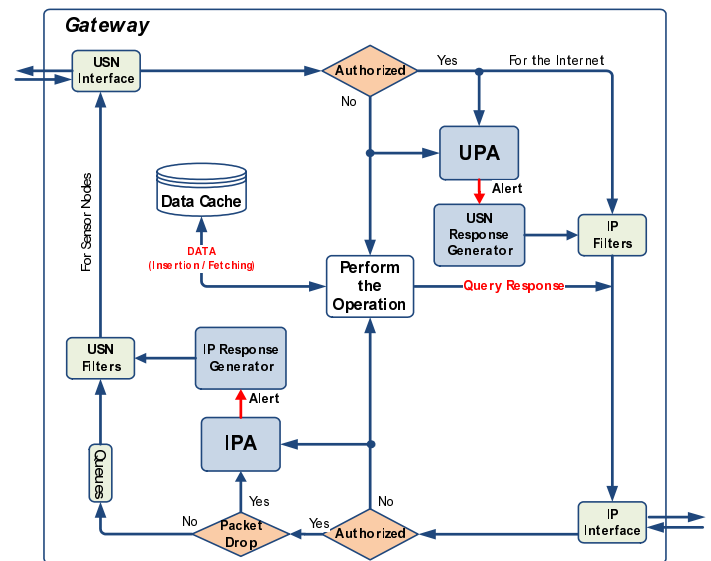 Gateway
USN
Interface
Authorized
Yes
For the Internet
No
UPA
Alert
Data Cache
USN
Response
Generator
IP
Filters
For Sensor Nodes
DATA
(Insertion / Fetching)
Perform
the
Operation
Query Response
USN
Filters
IP Response
Generator
Alert
IPA
Queues
Yes
No
No
Packet
Drop
Yes
Authorized
IP
Interface